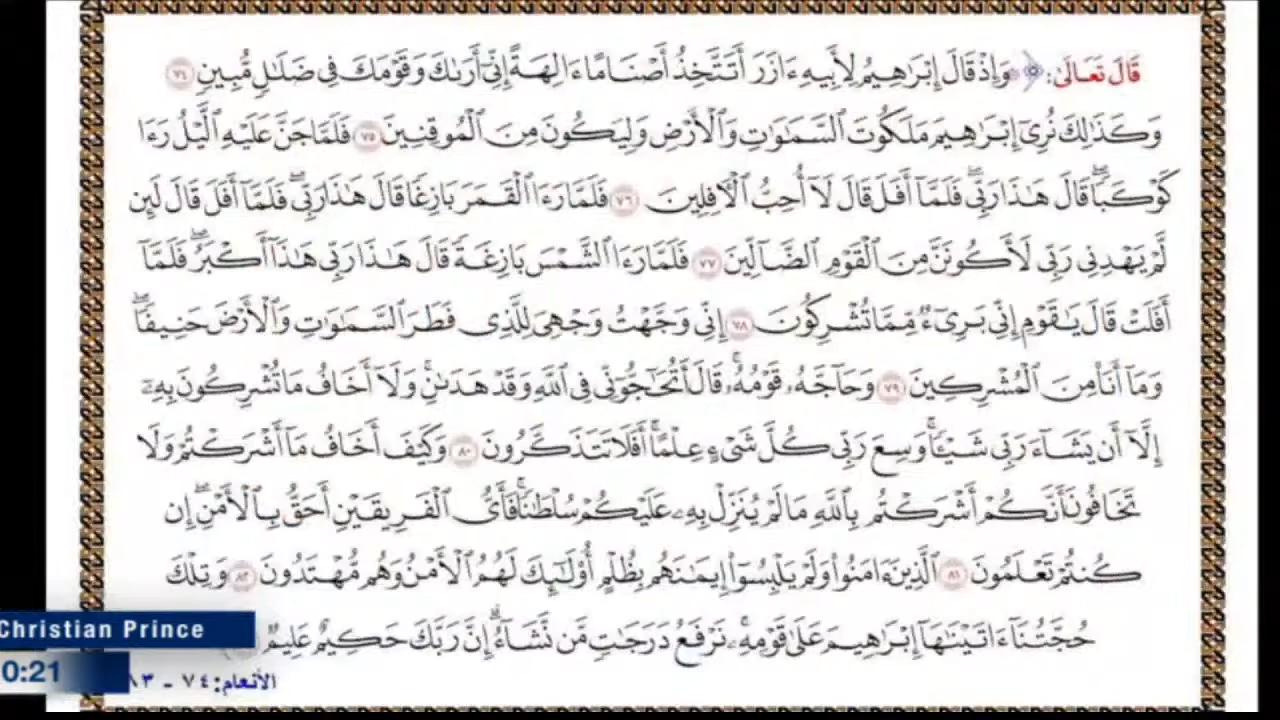 قَالَ تَعَالَىٰ: ﴿وَإِذْ قَالَ إِبْرَٰهِيمُ لِأَبِيهِ ءَازَرَ أَتَتَّخِذُ أَصْنَامًا ءَالِهَةً إِنِّىٓ أَرَىٰكَ وَقَوْمَكَ فِى ضَلَٰلٍ مُّبِينٍ ٧٤
وَكَذَٰلِكَ نُرِىٓ إِبْرَٰهِيمَ مَلَكُوتَ ٱلسَّمَٰوَٰتِ وَٱلْأَرْضِ وَلِيَكُونَ مِنَ ٱلْمُوقِنِينَ ٧٥ فَلَمَّا جَنَّ عَلَيْهِ ٱلَّيْلُ رَءَا
كَوْكَبًا ۖ قَالَ هَٰذَا رَبِّى ۖ فَلَمَّآ أَفَلَ قَالَ لَآ أُحِبُّ ٱلْءَافِلِينَ ٧٦ فَلَمَّا رَءَا ٱلْقَمَرَ بَازِغًا قَالَ هَٰذَا رَبِّى ۖ فَلَمَّآ أَفَلَ قَالَ لَئِن
لَّمْ يَهْدِنِى رَبِّى لَأَكُونَنَّ مِنَ ٱلْقَوْمِ ٱلضَّآلِّينَ ٧٧ فَلَمَّا رَءَا ٱلشَّمْسَ بَازِغَةً قَالَ هَٰذَا رَبِّى هَٰذَآ أَكْبَرُ ۖ فَلَمَّآ
أَفَلَتْ قَالَ يَٰقَوْمِ إِنِّى بَرِىٓءٌ مِّمَّا تُشْرِكُونَ ٧٨ إِنِّى وَجَّهْتُ وَجْهِىَ لِلَّذِى فَطَرَ ٱلسَّمَٰوَٰتِ وَٱلْأَرْضَ حَنِيفًا ۖ
وَمَآ أَنَا۠ مِنَ ٱلْمُشْرِكِينَ ٧٩ وَحَآجَّهُۥ قَوْمُهُۥ ۚ قَالَ أَتُحَٰٓجُّوٓنِّى فِى ٱللَّهِ وَقَدْ هَدَىٰنِ ۚ وَلَآ أَخَافُ مَا تُشْرِكُونَ بِهِۦٓ
إِلَّآ أَن يَشَآءَ رَبِّى شَيْـًٔا ۗ وَسِعَ رَبِّى كُلَّ شَىْءٍ عِلْمًا ۗ أَفَلَا تَتَذَكَّرُونَ ٨٠ وَكَيْفَ أَخَافُ مَآ أَشْرَكْتُمْ وَلَا
تَخَافُونَ أَنَّكُمْ أَشْرَكْتُم بِٱللَّهِ مَا لَمْ يُنَزِّلْ بِهِۦ عَلَيْكُمْ سُلْطَٰنًا ۚ فَأَىُّ ٱلْفَرِيقَيْنِ أَحَقُّ بِٱلْأَمْنِ ۖ إِن
كُنتُمْ تَعْلَمُونَ ٨١ ٱلَّذِينَ ءَامَنُوا۟ وَلَمْ يَلْبِسُوٓا۟ إِيمَٰنَهُم بِظُلْمٍ أُو۟لَٰٓئِكَ لَهُمُ ٱلْأَمْنُ وَهُم مُّهْتَدُونَ ٨٢ وَتِلْكَ
حُجَّتُنَآ ءَاتَيْنَٰهَآ إِبْرَٰهِيمَ عَلَىٰ قَوْمِهِۦ ۚ نَرْفَعُ دَرَجَٰتٍ مَّن نَّشَآءُ ۗ إِنَّ رَبَّكَ حَكِيمٌ عَلِيمٌ
Christian Prince
الأنعام: ٧٤ - ٨٣
0:21